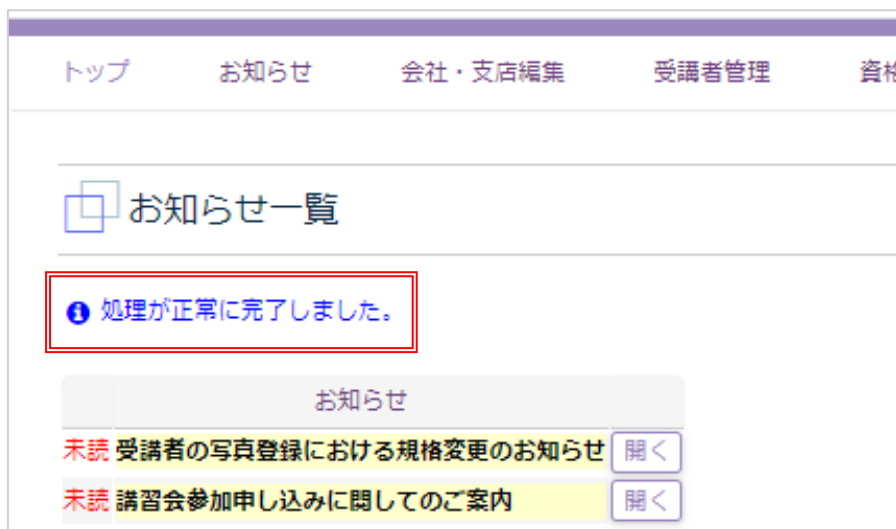 トップ お知らせ 会社・支店編集 受講者管理 資格
お知らせ一覧
処理が正常に完了しました。
お知らせ
未読 受講者の写真登録における規格変更のお知らせ 開く
未読 講習会参加申し込みに関してのご案内 開く